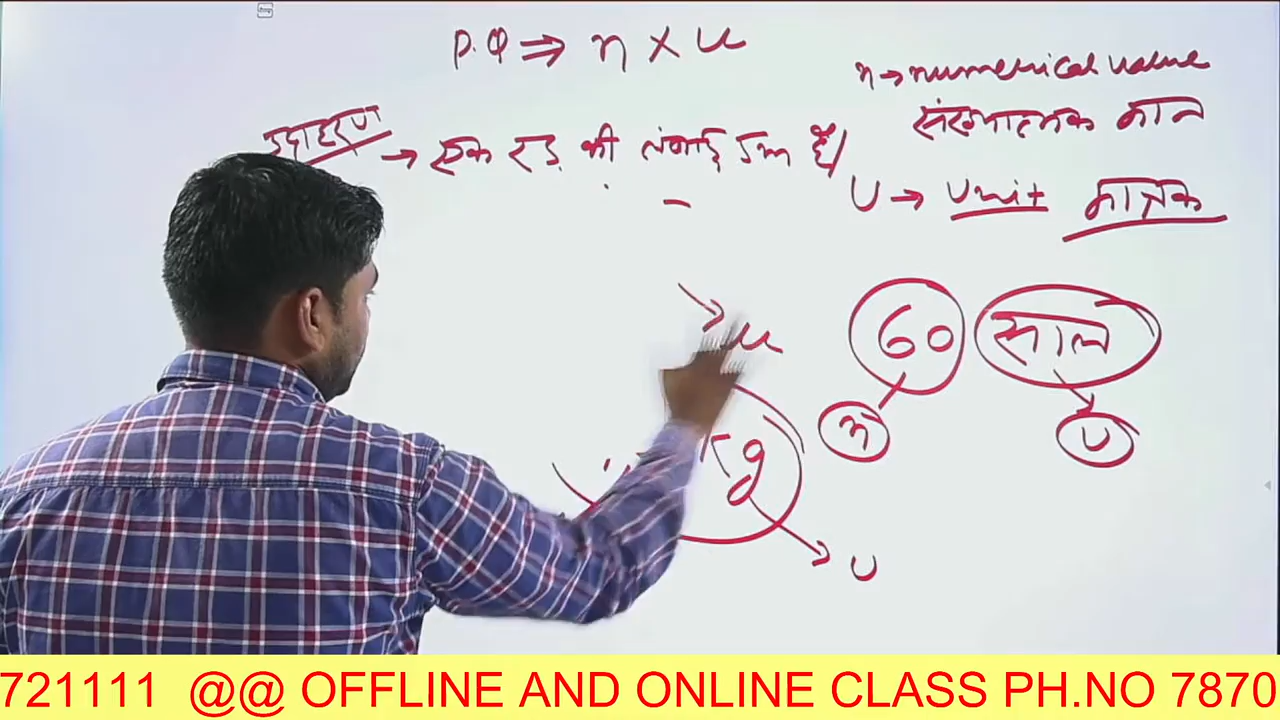 P.Q ⇒ n × u
n → numerical value
संख्यात्मक मान
उदाहरण → एक रड की लंबाई 5m है।
U → Unit मात्रक
u
60 साल
n U
kg
U
721111 @@ OFFLINE AND ONLINE CLASS PH.NO 7870